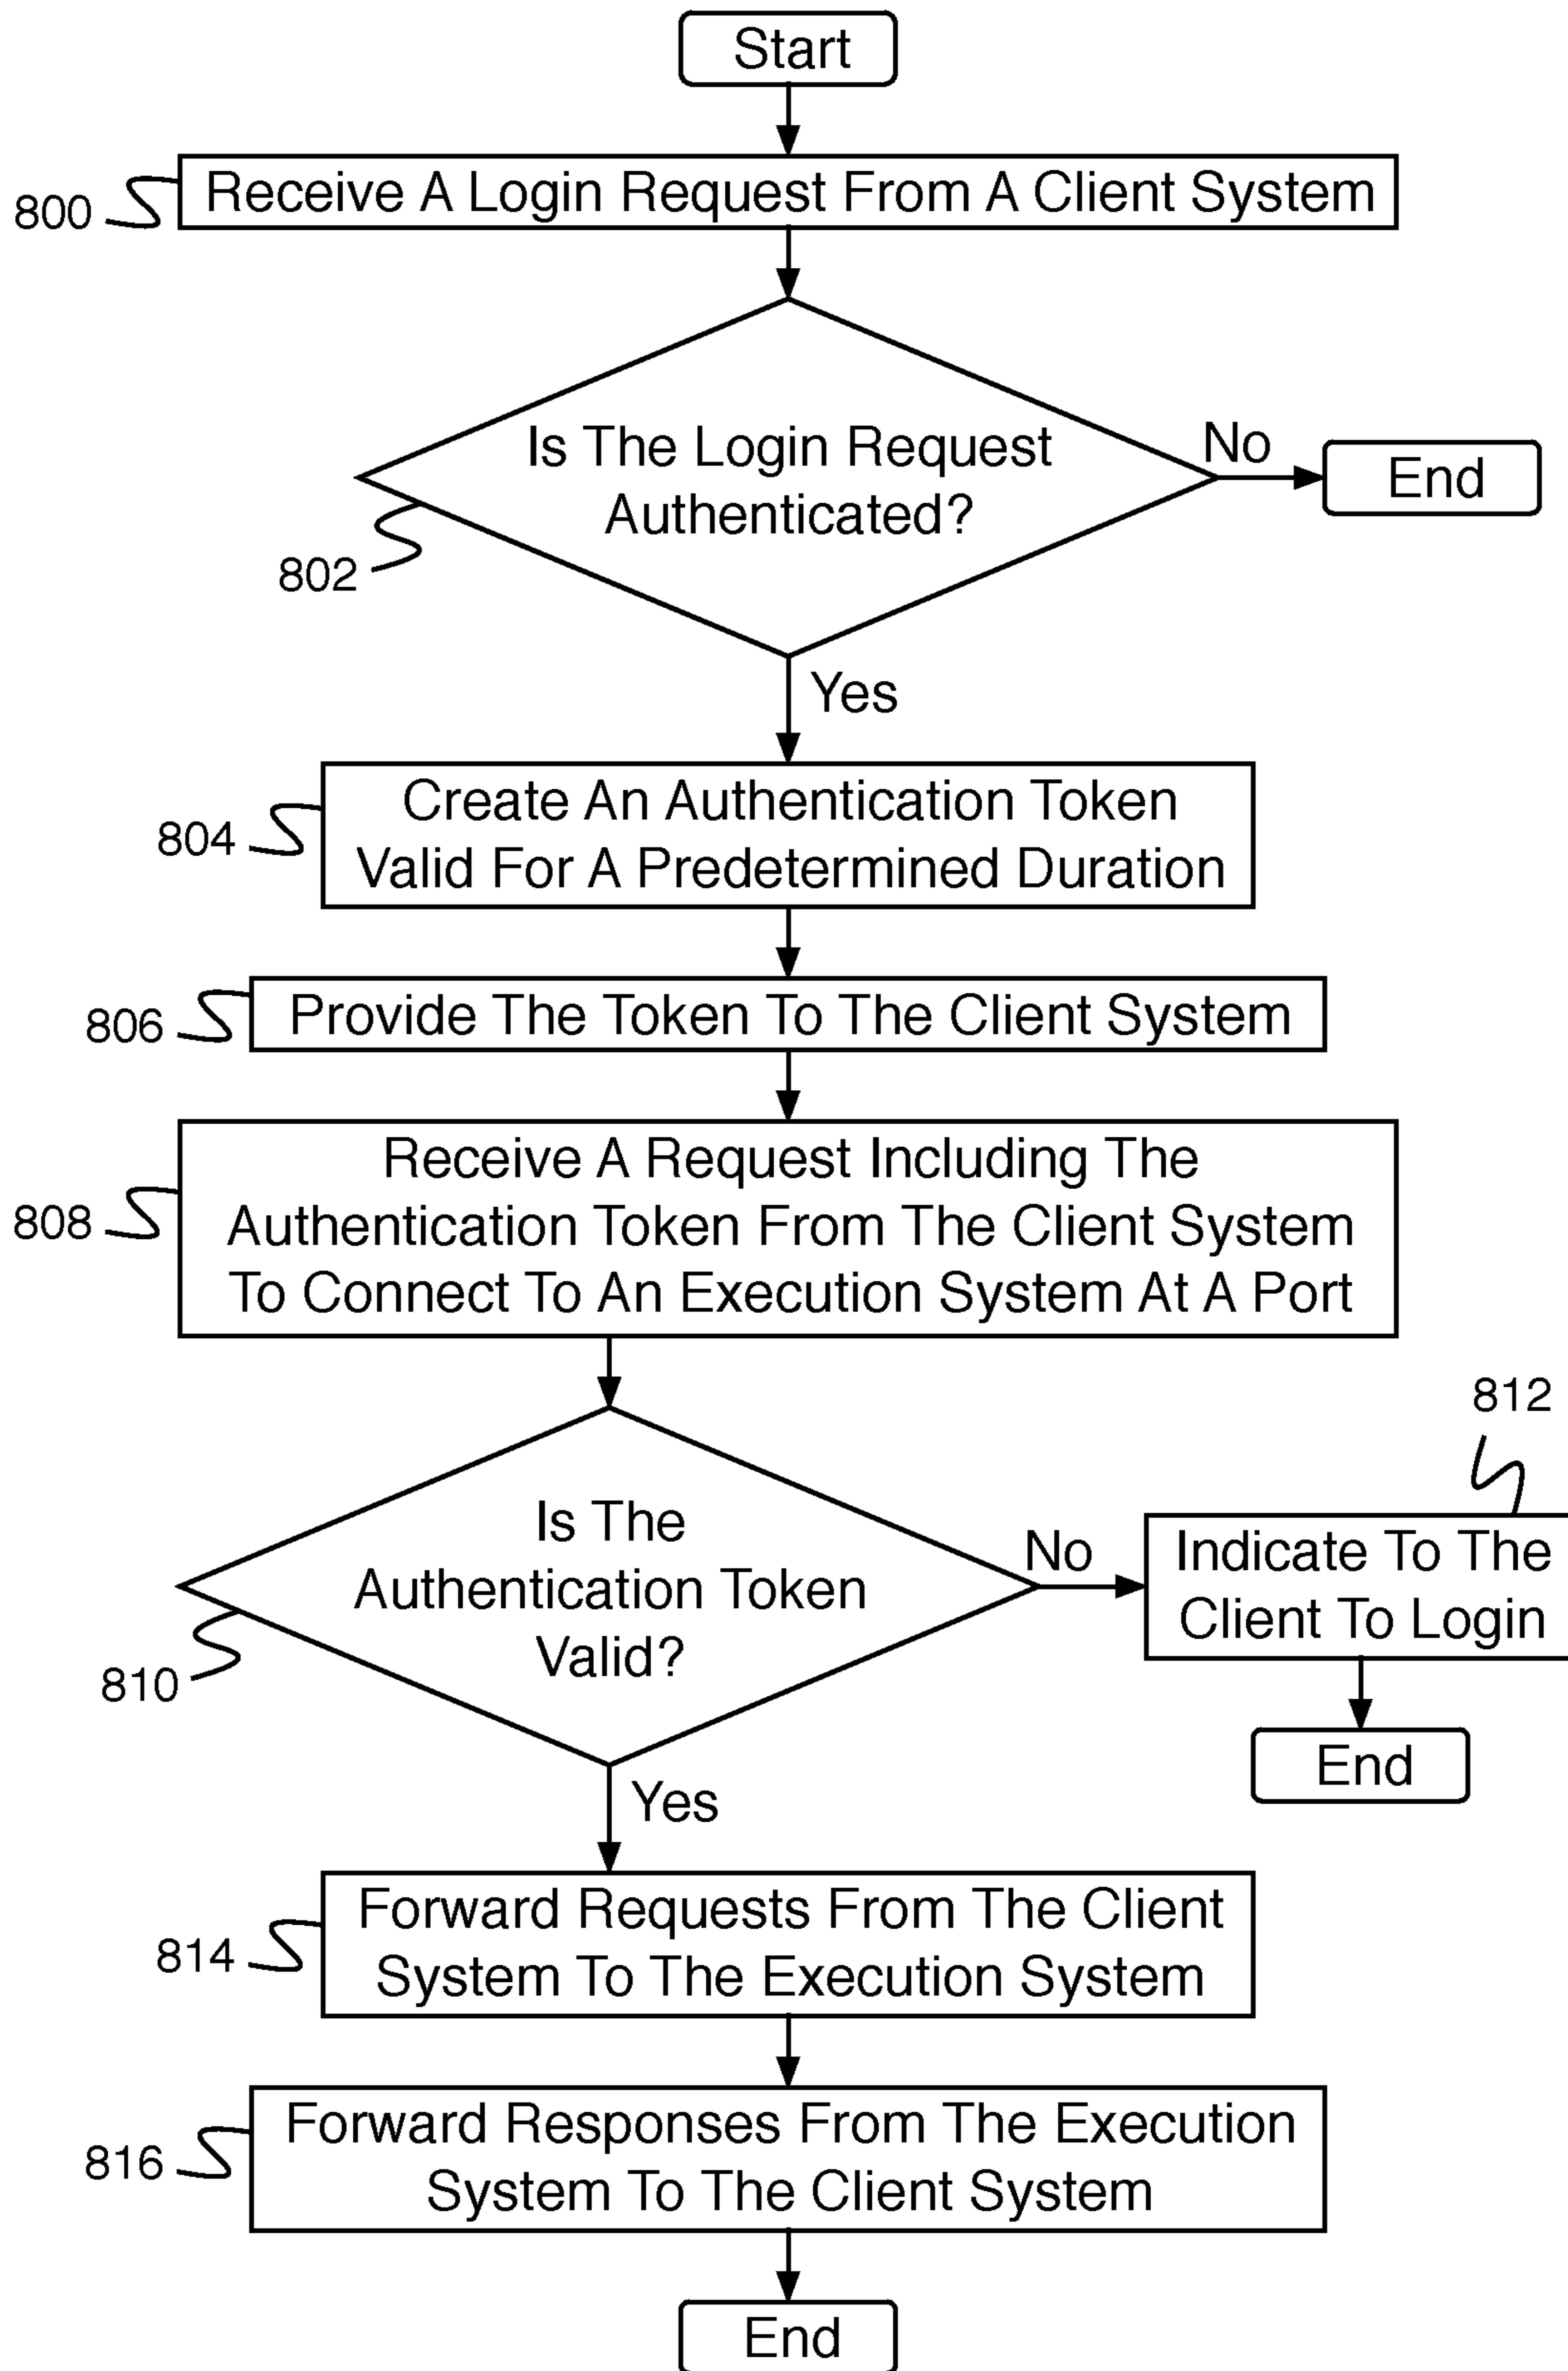 Start
800
Receive A Login Request From A Client System
Is The Login Request
Authenticated?
No
End
802
Yes
804
Create An Authentication Token
Valid For A Predetermined Duration
806
Provide The Token To The Client System
808
Receive A Request Including The
Authentication Token From The Client System
To Connect To An Execution System At A Port
812
Is The
Authentication Token
Valid?
No
Indicate To The
Client To Login
810
End
Yes
814
Forward Requests From The Client
System To The Execution System
816
Forward Responses From The Execution
System To The Client System
End